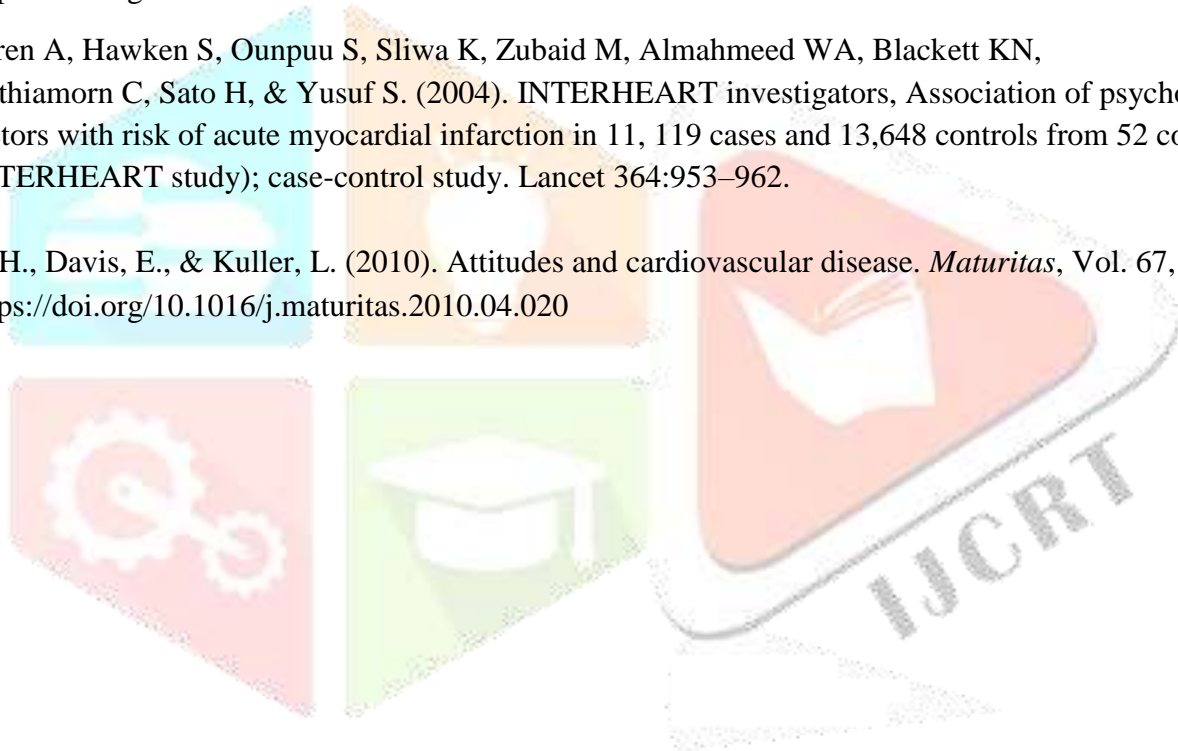 ren A, Hawken S, Ounpuu S, Sliwa K, Zubaid M, Almahmeed WA, Blackett KN,
thiamorn C, Sato H, & Yusuf S. (2004). INTERHEART investigators, Association of psycho
tors with risk of acute myocardial infarction in 11, 119 cases and 13,648 controls from 52 co
TERHEART study); case-control study. Lancet 364:953–962.
H., Davis, E., & Kuller, L. (2010). Attitudes and cardiovascular disease. Maturitas, Vol. 67,
ps://doi.org/10.1016/j.maturitas.2010.04.020
IJCRT